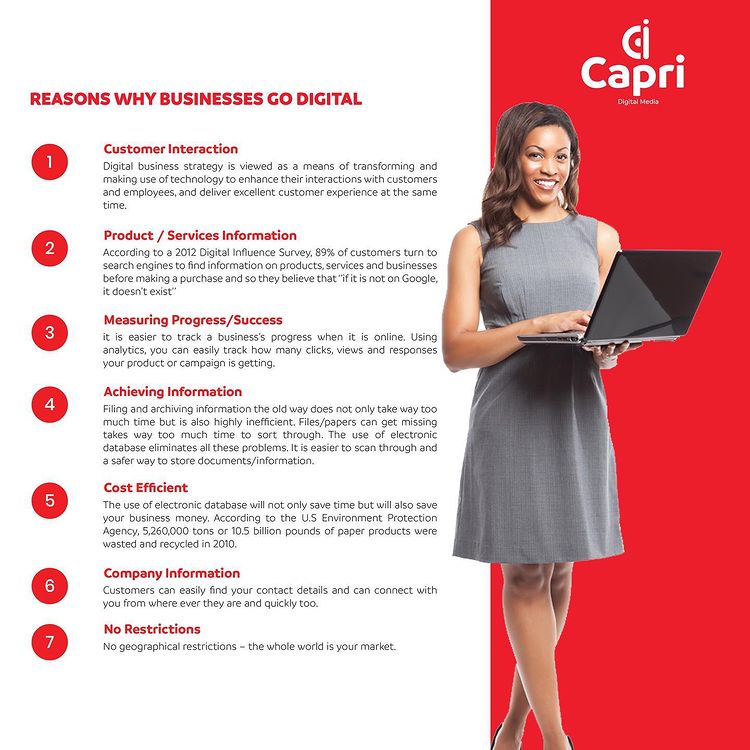 Capri
Digital Media
REASONS WHY BUSINESSES GO DIGITAL
1
Customer Interaction
Digital business strategy is viewed as a means of transforming and
making use of technology to enhance their interactions with customers
and employees, and deliver excellent customer experience at the same
time.
2
Product / Services Information
According to a 2012 Digital Influence Survey, 89% of customers turn to
search engines to find information on products, services and businesses
before making a purchase and so they believe that "if it is not on Google,
it doesn't exist"
3
Measuring Progress/Success
it is easier to track a business's progress when it is online. Using
analytics, you can easily track how many clicks, views and responses
your product or campaign is getting.
4
Achieving Information
Filing and archiving information the old way does not only take way too
much time but is also highly inefficient. Files/papers can get missing
takes way too much time to sort through. The use of electronic
database eliminates all these problems. It is easier to scan through and
a safer way to store documents/information.
5
Cost Efficient
The use of electronic database will not only save time but will also save
your business money. According to the U.S Environment Protection
Agency, 5,260,000 tons or 10.5 billion pounds of paper products were
wasted and recycled in 2010.
6
Company Information
Customers can easily find your contact details and can connect with
you from where ever they are and quickly too.
7
No Restrictions
No geographical restrictions – the whole world is your market.